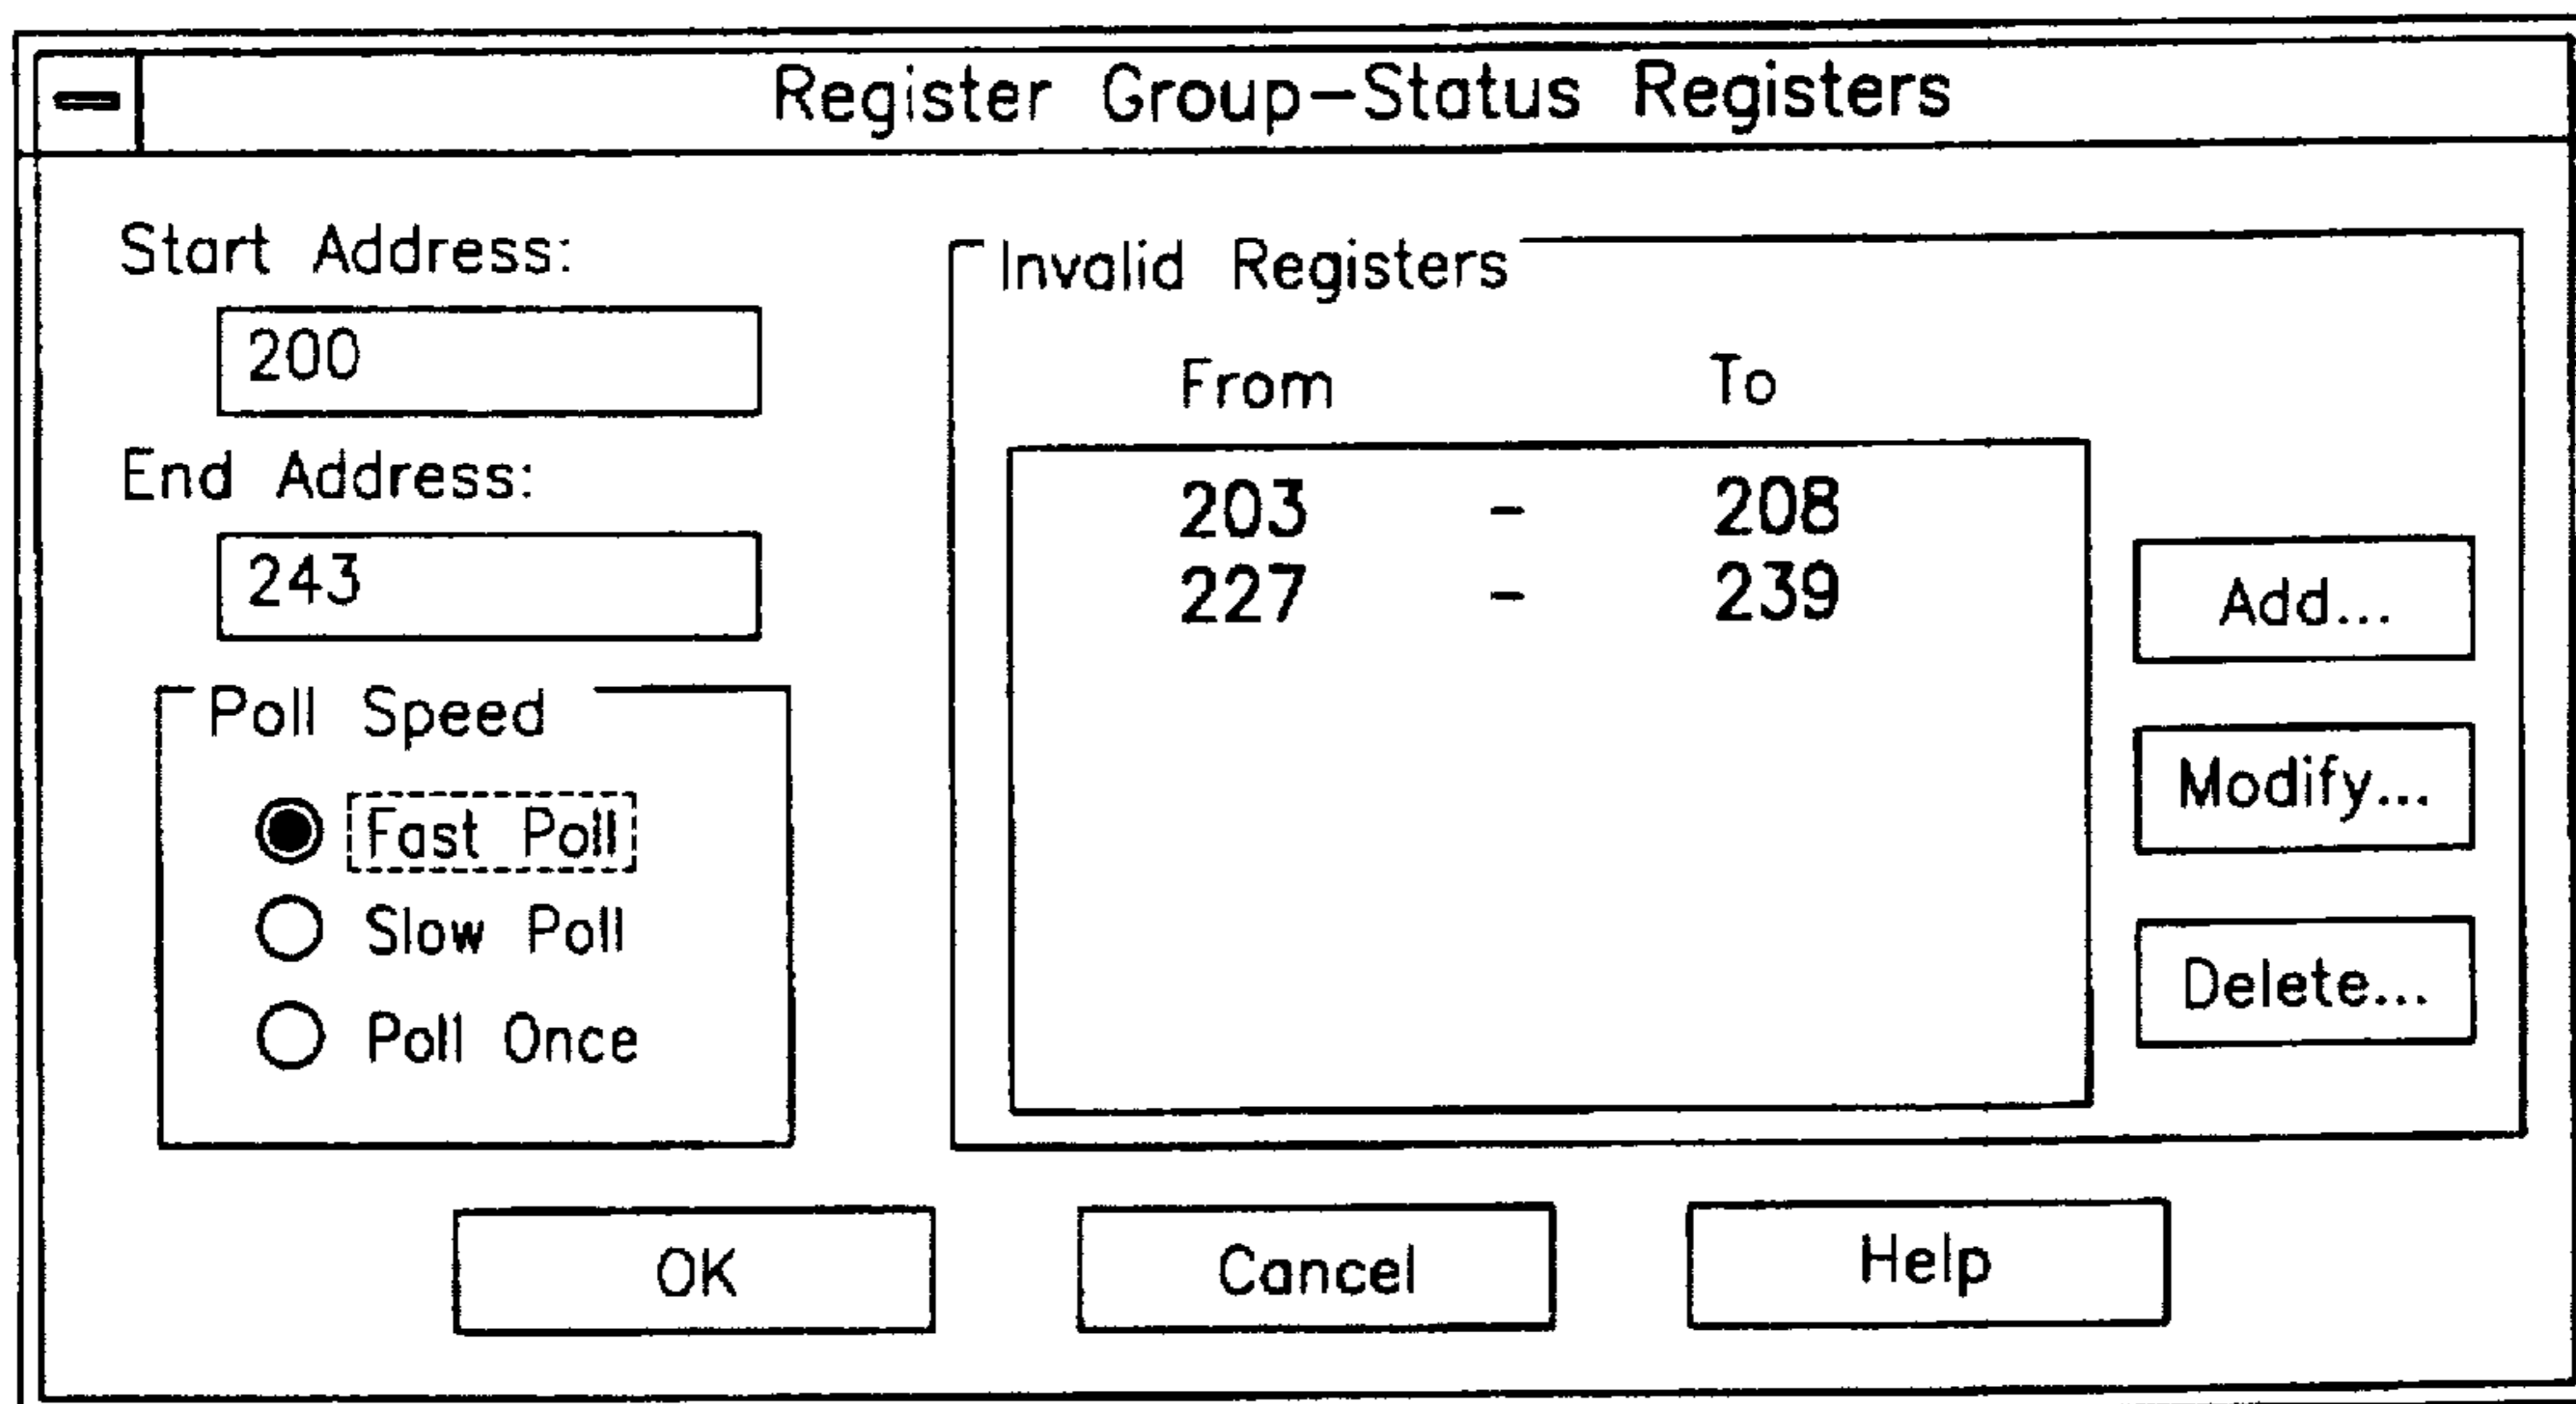 Register Group-Status Registers
Start Address:
200
End Address:
243
Poll Speed
Fast Poll
Slow Poll
Poll Once
Invalid Registers
From To
203 - 208
227 - 239
Add...
Modify...
Delete...
OK
Cancel
Help